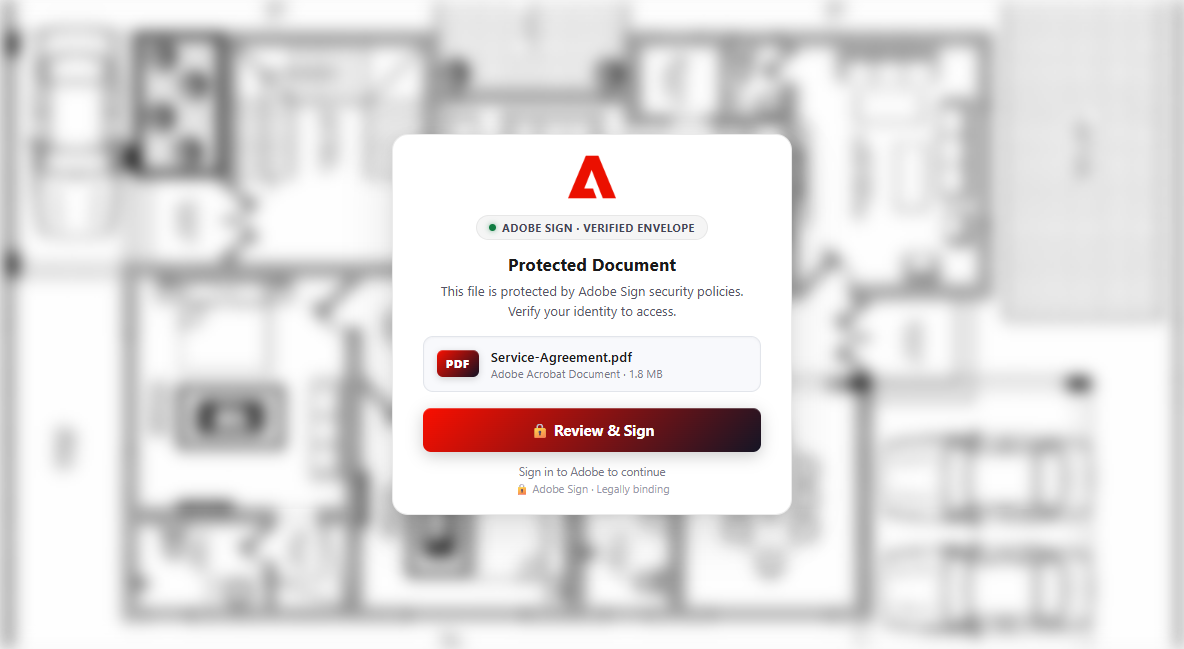 ADOBE SIGN · VERIFIED ENVELOPE
Protected Document
This file is protected by Adobe Sign security policies.
Verify your identity to access.
PDF
Service-Agreement.pdf
Adobe Acrobat Document · 1.8 MB
🔒 Review & Sign
Sign in to Adobe to continue
🔒 Adobe Sign · Legally binding